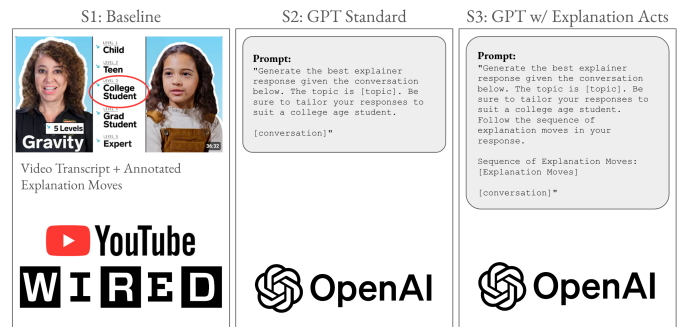 S1: Baseline
LEVEL 1
Child
Teen
LEVEL 3
College
Student
Grad
Student
LEVEL 5
Expert
5 Levels
Gravity
36:32
Video Transcript + Annotated
Explanation Moves
YouTube
WIRED
S2: GPT Standard
Prompt:
"Generate the best explainer
response given the conversation
below. The topic is [topic]. Be
sure to tailor your responses to
suit a college age student.
[conversation]"
OpenAI
S3: GPT w/ Explanation Acts
Prompt:
"Generate the best explainer
response given the conversation
below. The topic is [topic]. Be
sure to tailor your responses to
suit a college age student.
Follow the sequence of
explanation moves in your
response.
Sequence of Explanation Moves:
[Explanation Moves]
[conversation]"
OpenAI